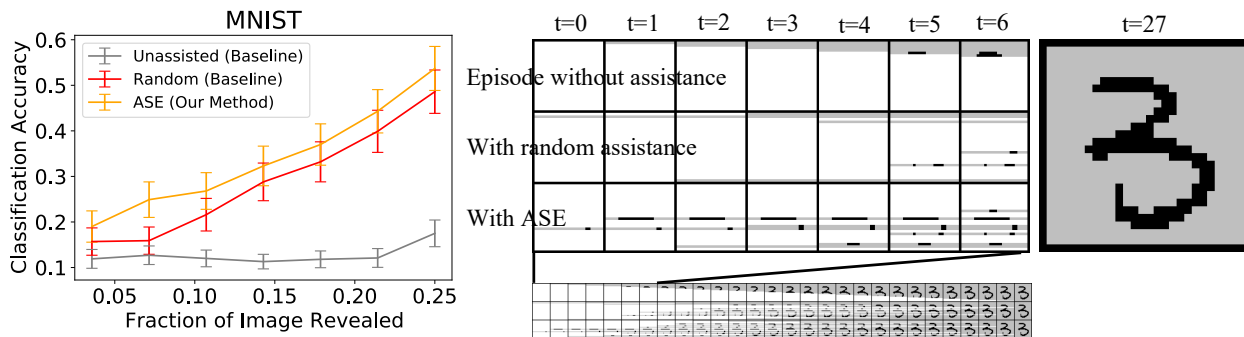 MNIST
Classification Accuracy
0.6
0.5
0.4
0.3
0.2
0.1
Unassisted (Baseline)
Random (Baseline)
ASE (Our Method)
0.05 0.10 0.15 0.20 0.25
Fraction of Image Revealed
t=0 t=1 t=2 t=3 t=4 t=5 t=6 t=27
Episode without assistance
With random assistance
With ASE
3